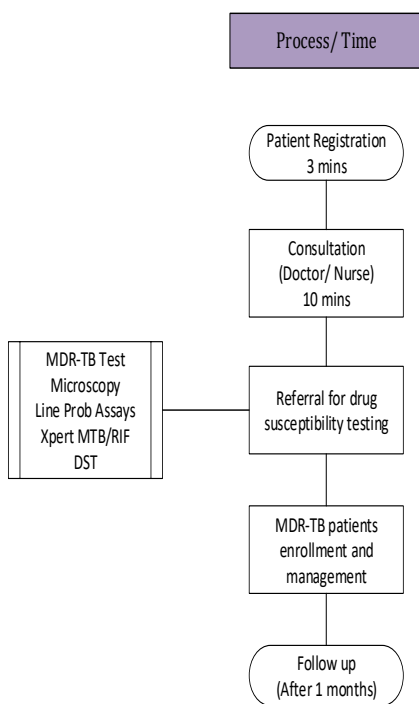 Process/ Time
Patient Registration
3 mins
Consultation
(Doctor/ Nurse)
10 mins
MDR-TB Test
Microscopy
Line Prob Assays
Xpert MTB/RIF
DST
Referral for drug
susceptibility testing
MDR-TB patients
enrollment and
management
Follow up
(After 1 months)